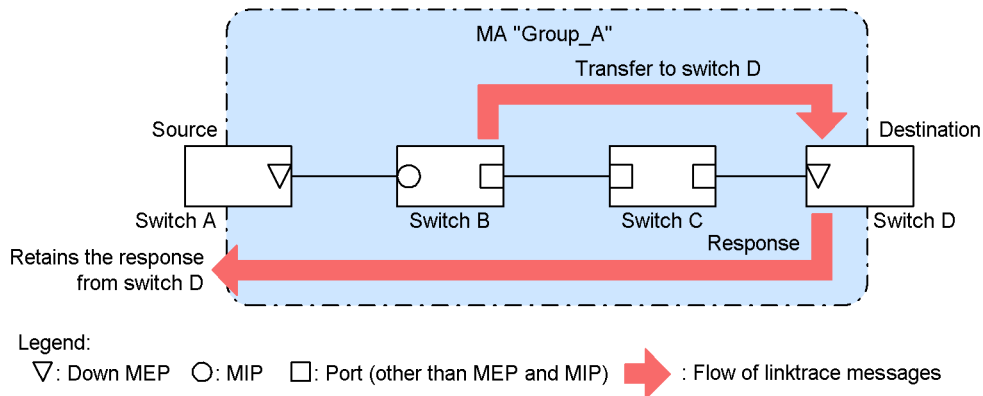 MA "Group_A"
Transfer to switch D
Source
Destination
Switch A
Switch B
Switch C
Switch D
Response
Retains the response
from switch D
Legend:
: Down MEP
: MIP
: Port (other than MEP and MIP)
: Flow of linktrace messages